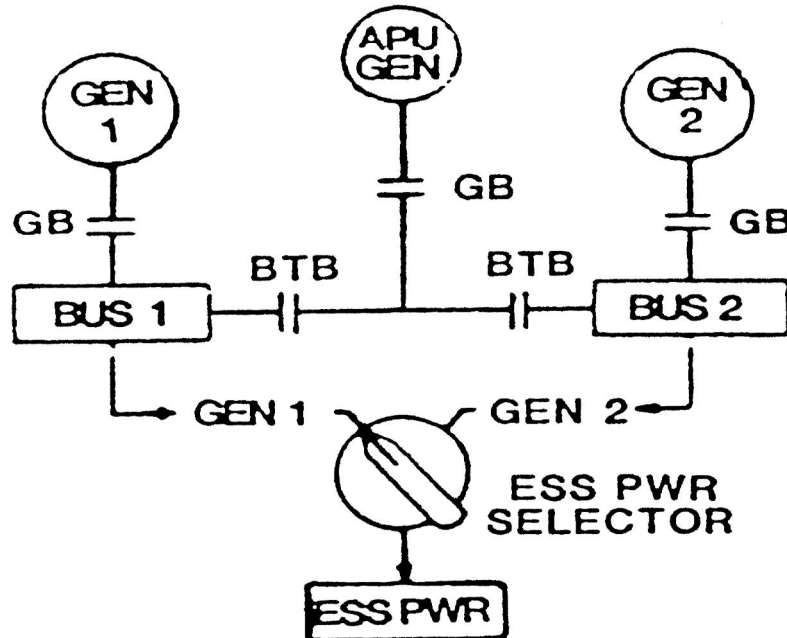 APU
GEN
GEN
1
GEN
2
GB
GB
GB
BTB
BTB
BUS 1
BUS 2
GEN 1
GEN 2
ESS PWR
SELECTOR
ESS PWR